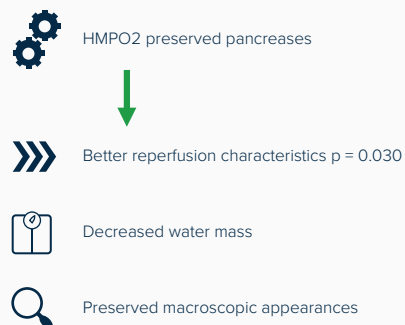 HMPO2 preserved pancreases
Better reperfusion characteristics p = 0.030
Decreased water mass
Preserved macroscopic appearances